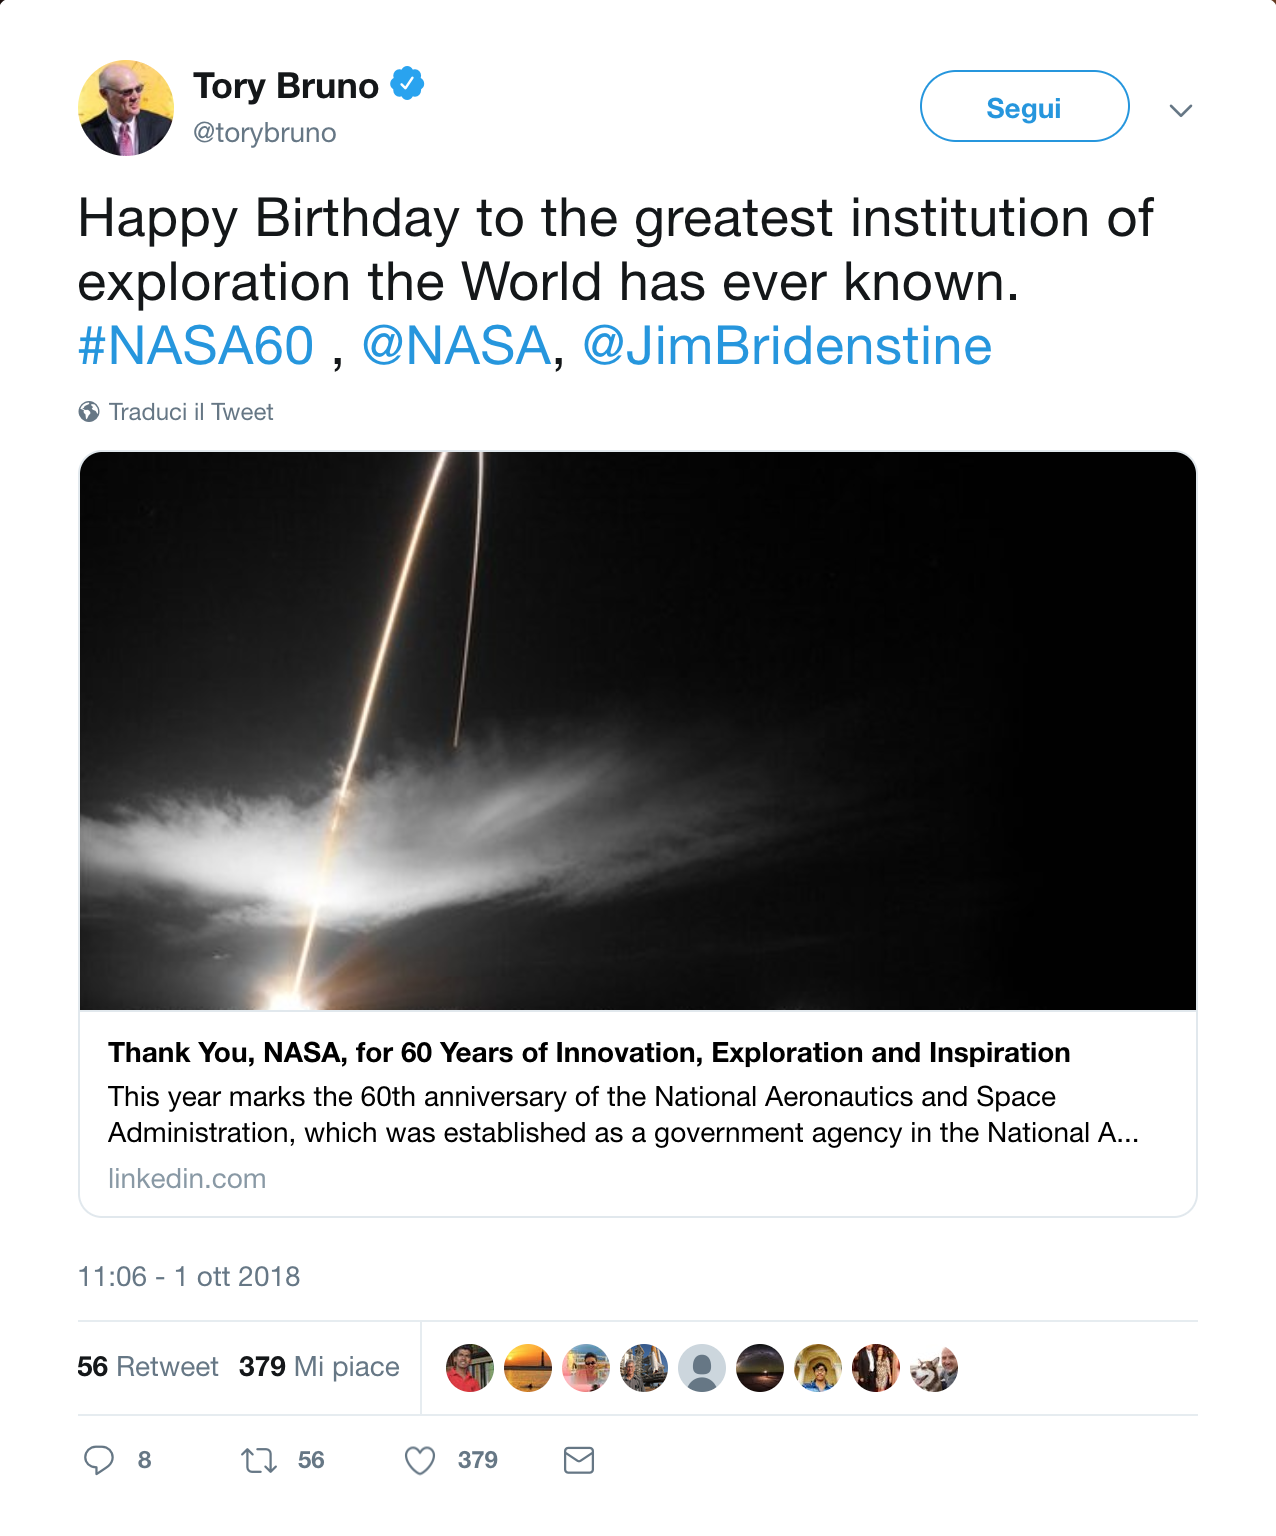 Tory Bruno
@torybruno
Segui
Happy Birthday to the greatest institution of
exploration the World has ever known.
#NASA60 , @NASA, @JimBridenstine
Traduci il Tweet
Thank You, NASA, for 60 Years of Innovation, Exploration and Inspiration
This year marks the 60th anniversary of the National Aeronautics and Space
Administration, which was established as a government agency in the National A...
linkedin.com
11:06 - 1 ott 2018
56 Retweet 379 Mi piace
8 56 379